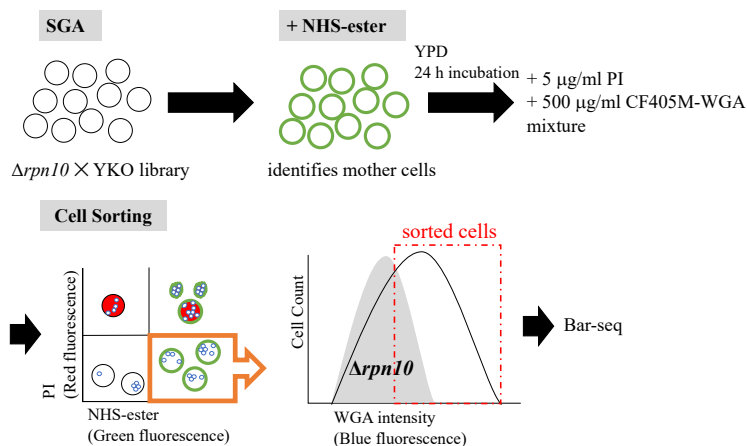 SGA
+ NHS-ester
YPD
24 h incubation
+ 5 μg/ml PI
+ 500 μg/ml CF405M-WGA
mixture
Δrpn10 ✕ YKO library
identifies mother cells
Cell Sorting
sorted cells
PI
(Red fluorescence)
NHS-ester
(Green fluorescence)
Cell Count
Δrpn10
WGA intensity
(Blue fluorescence)
Bar-seq